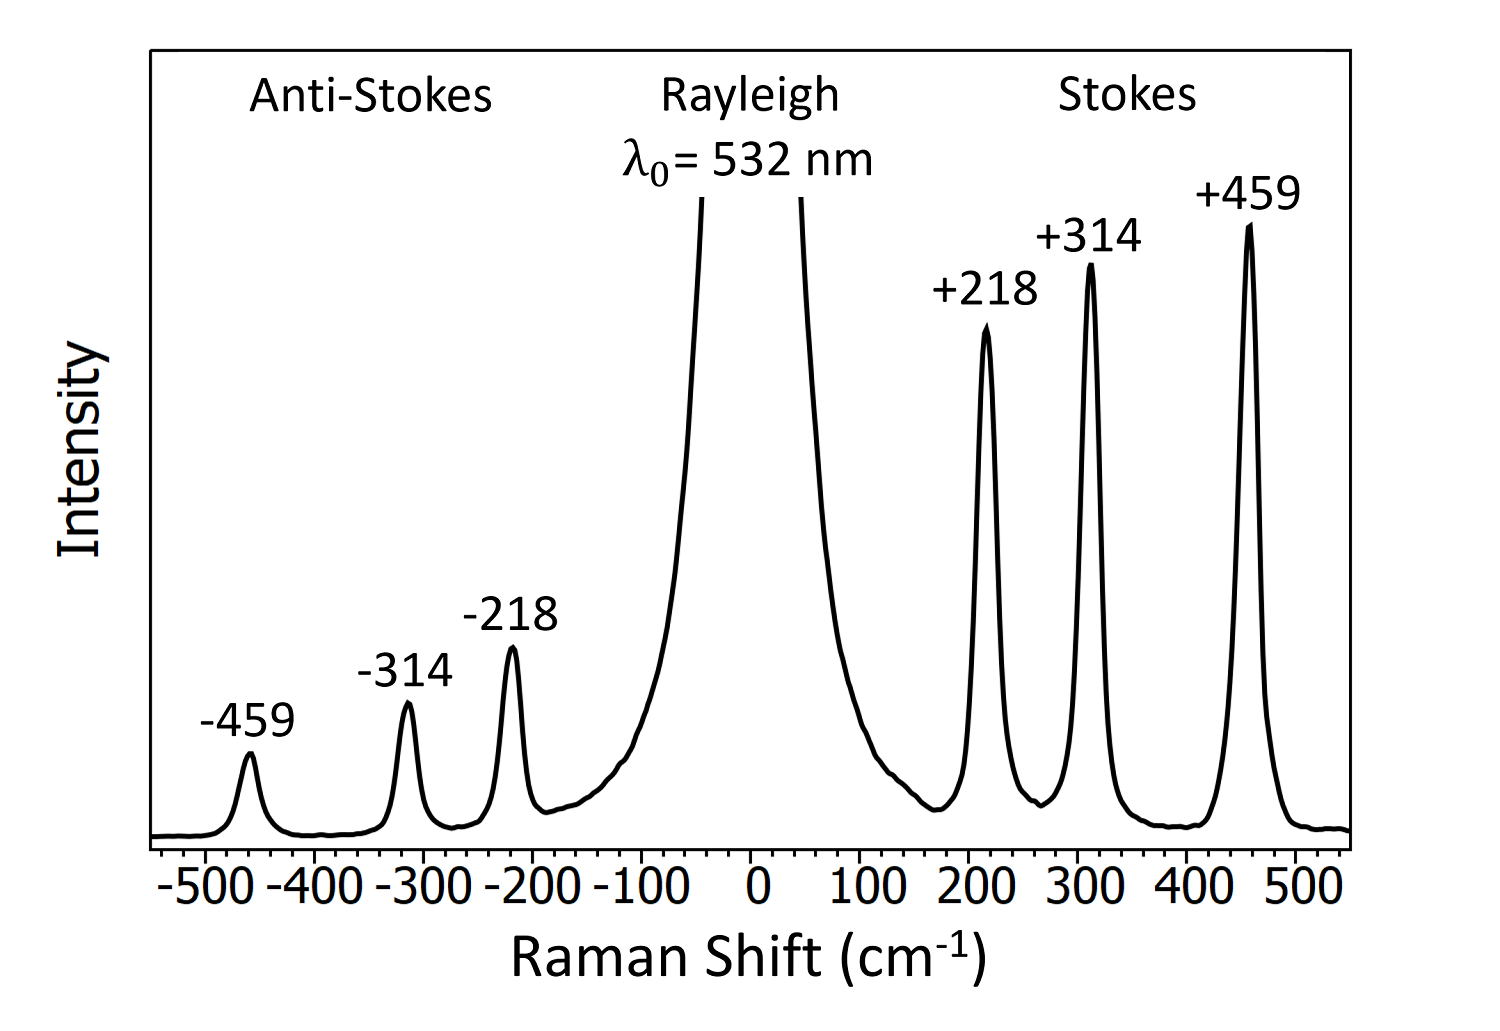 Anti-Stokes Rayleigh Stokes
λ₀ = 532 nm
+459
+314
+218
-218
-314
-459
Intensity
-500 -400 -300 -200 -100 0 100 200 300 400 500
Raman Shift (cm⁻¹)